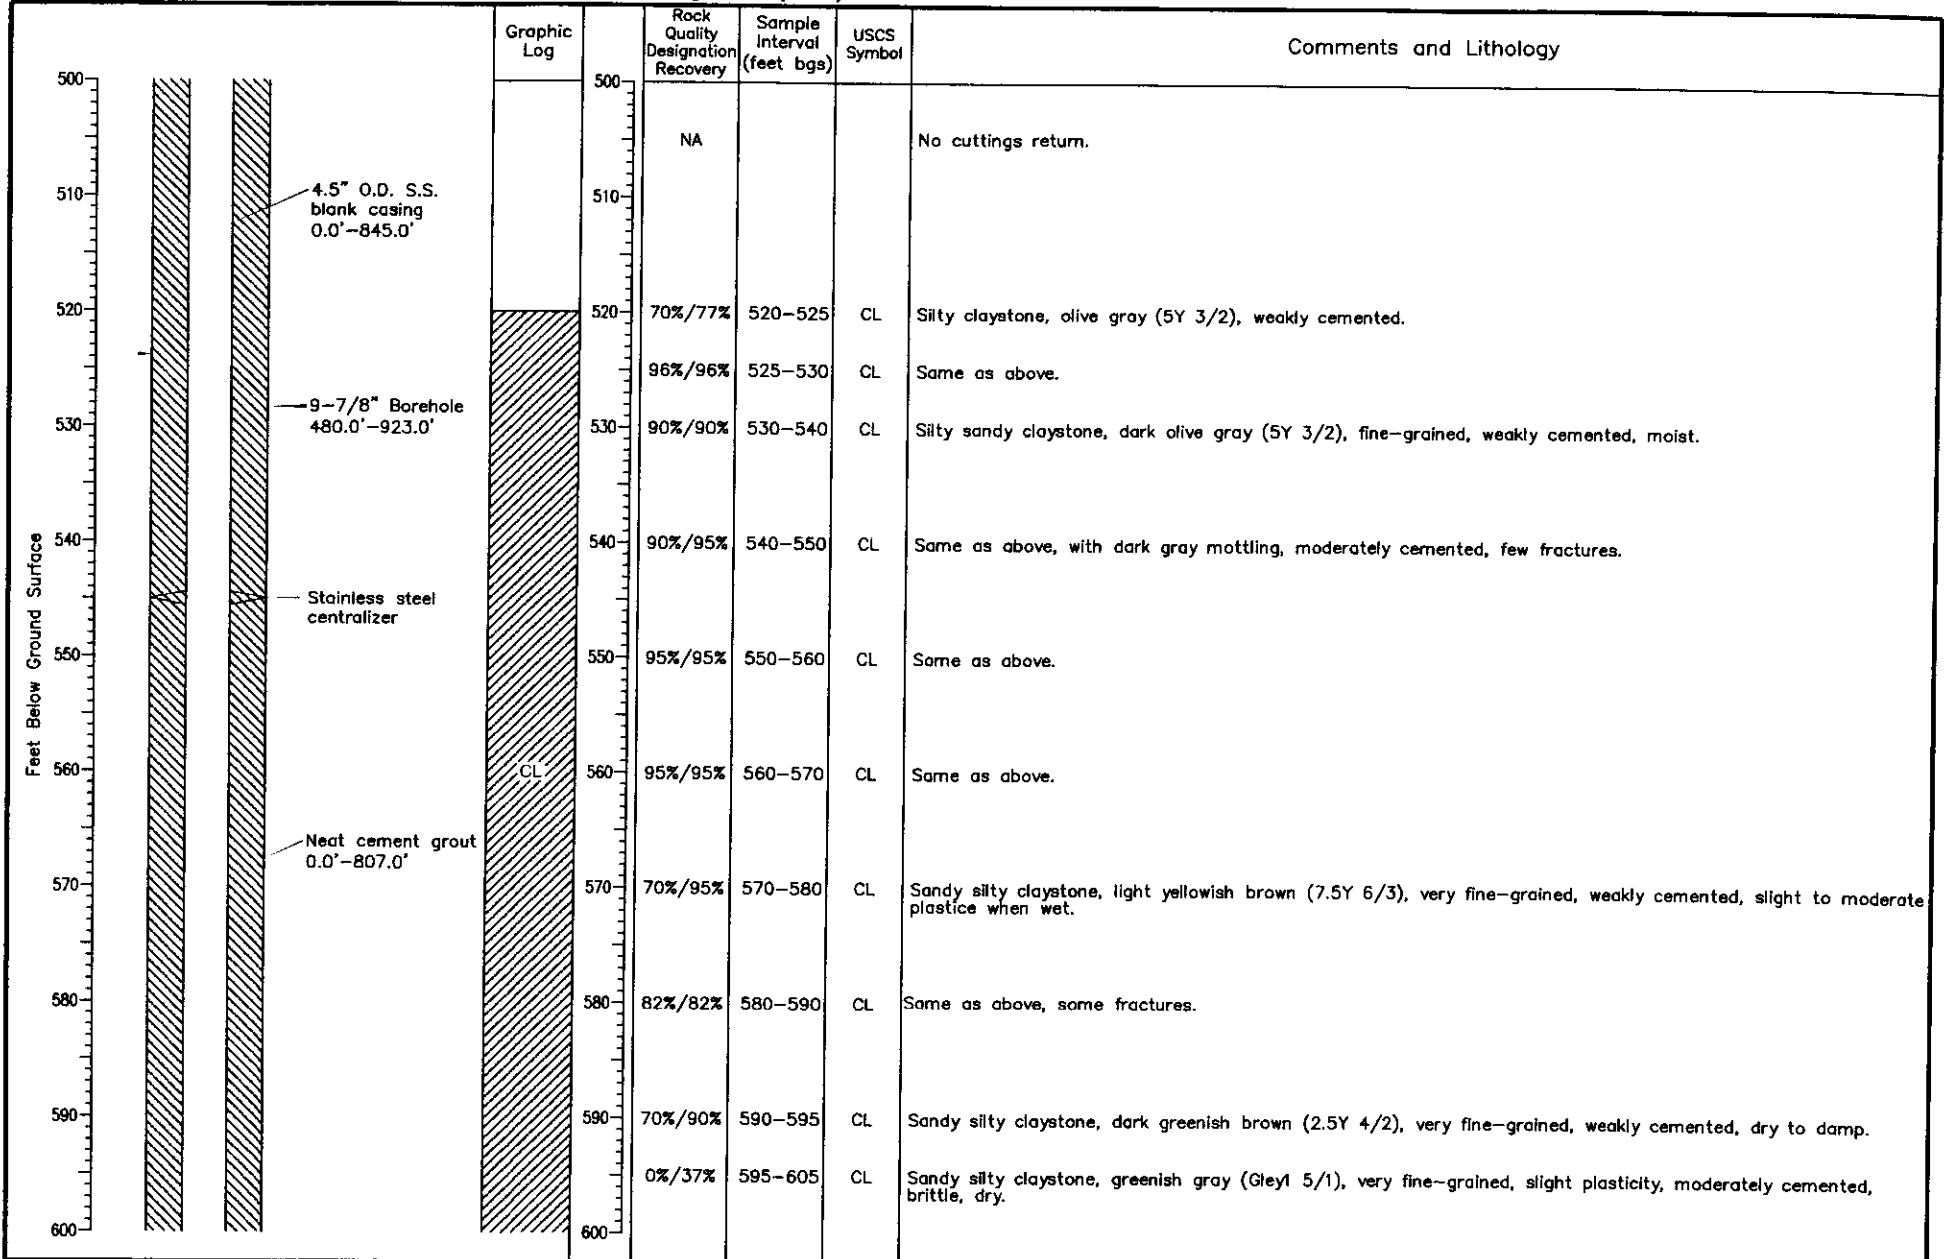 Graphic
Log
Rock
Quality
Designation
Recovery
Sample
Interval
(feet bgs)
USCS
Symbol
Comments and Lithology
Feet Below Ground Surface
500
510
520
530
540
550
560
570
580
590
600
4.5" O.D. S.S.
blank casing
0.0'-845.0'
9-7/8" Borehole
480.0'-923.0'
Stainless steel
centralizer
Neat cement grout
0.0'-807.0'
CL
500
510
520
530
540
550
560
570
580
590
600
NA No cuttings return.
70%/77% 520-525 CL Silty claystone, olive gray (5Y 3/2), weakly cemented.
96%/96% 525-530 CL Same as above.
90%/90% 530-540 CL Silty sandy claystone, dark olive gray (5Y 3/2), fine-grained, weakly cemented, moist.
90%/95% 540-550 CL Same as above, with dark gray mottling, moderately cemented, few fractures.
95%/95% 550-560 CL Same as above.
95%/95% 560-570 CL Same as above.
70%/95% 570-580 CL Sandy silty claystone, light yellowish brown (7.5Y 6/3), very fine-grained, weakly cemented, slight to moderate
plastice when wet.
82%/82% 580-590 CL Same as above, some fractures.
70%/90% 590-595 CL Sandy silty claystone, dark greenish brown (2.5Y 4/2), very fine-grained, weakly cemented, dry to damp.
0%/37% 595-605 CL Sandy silty claystone, greenish gray (Gley1 5/1), very fine-grained, slight plasticity, moderately cemented,
brittle, dry.